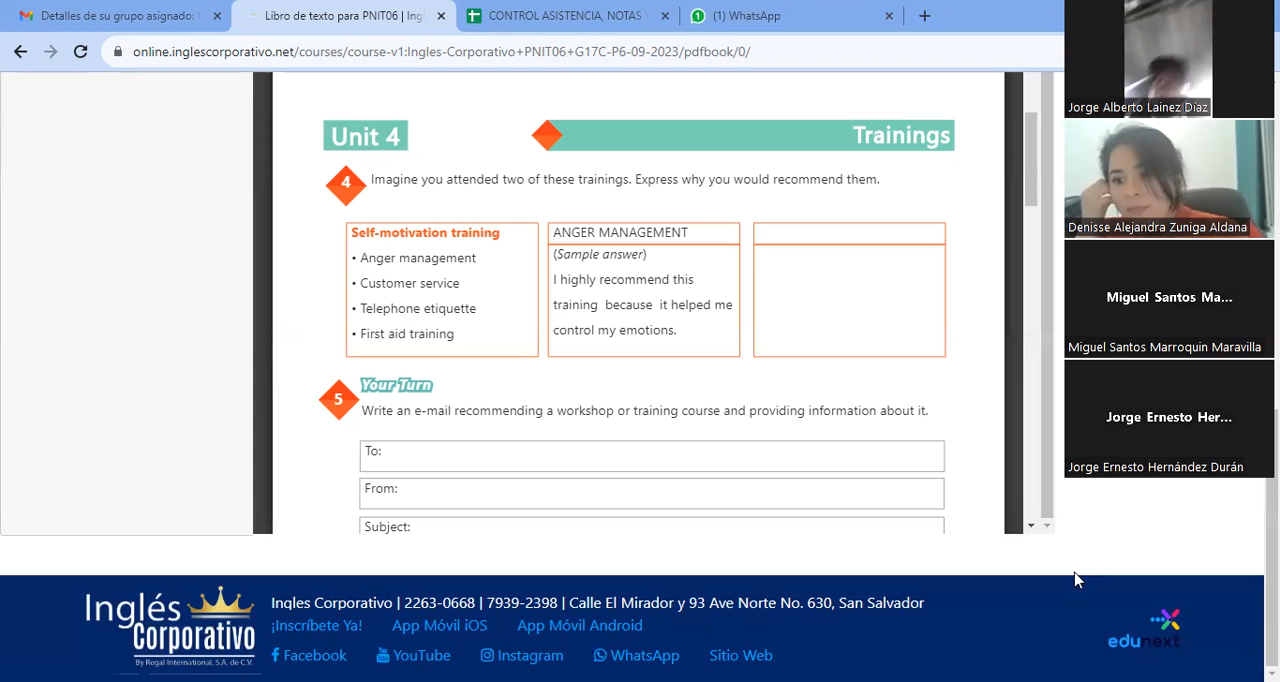 Detalles de su grupo asignado:
Libro de texto para PNIT06 | Ing
CONTROL ASISTENCIA, NOTAS Y
(1) WhatsApp
online.inglescorporativo.net/courses/course-v1:Ingles-Corporativo+PNIT06+G17C-P6-09-2023/pdfbook/0/
Unit 4
Trainings
4 Imagine you attended two of these trainings. Express why you would recommend them.
Self-motivation training
• Anger management
• Customer service
• Telephone etiquette
• First aid training
ANGER MANAGEMENT
(Sample answer)
I highly recommend this
training because it helped me
control my emotions.
5 Your Turn
Write an e-mail recommending a workshop or training course and providing information about it.
To:
From:
Subject:
Jorge Alberto Lainez Diaz
Denisse Alejandra Zuniga Aldana
Miguel Santos Ma...
Miguel Santos Marroquin Maravilla
Jorge Ernesto Her...
Jorge Ernesto Hernández Durán
Inglés
Corporativo
By Regal International, S.A. de C.V.
Ingles Corporativo | 2263-0668 | 7939-2398 | Calle El Mirador y 93 Ave Norte No. 630, San Salvador
¡Inscríbete Ya! App Móvil iOS App Móvil Android
Facebook YouTube Instagram WhatsApp Sitio Web
edunext